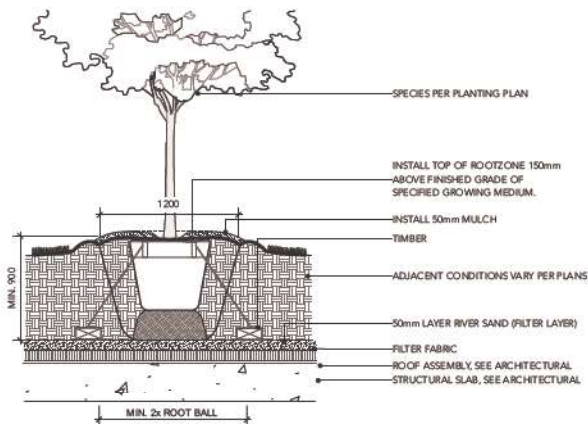 SPECIES PER PLANTING PLAN
INSTALL TOP OF ROOTZONE 150mm
ABOVE FINISHED GRADE OF
SPECIFIED GROWING MEDIUM.
1200
INSTALL 50mm MULCH
TIMBER
MIN. 900
ADJACENT CONDITIONS VARY PER PLANS
50mm LAYER RIVER SAND (FILTER LAYER)
FILTER FABRIC
ROOF ASSEMBLY, SEE ARCHITECTURAL
STRUCTURAL SLAB, SEE ARCHITECTURAL
MIN. 2x ROOT BALL